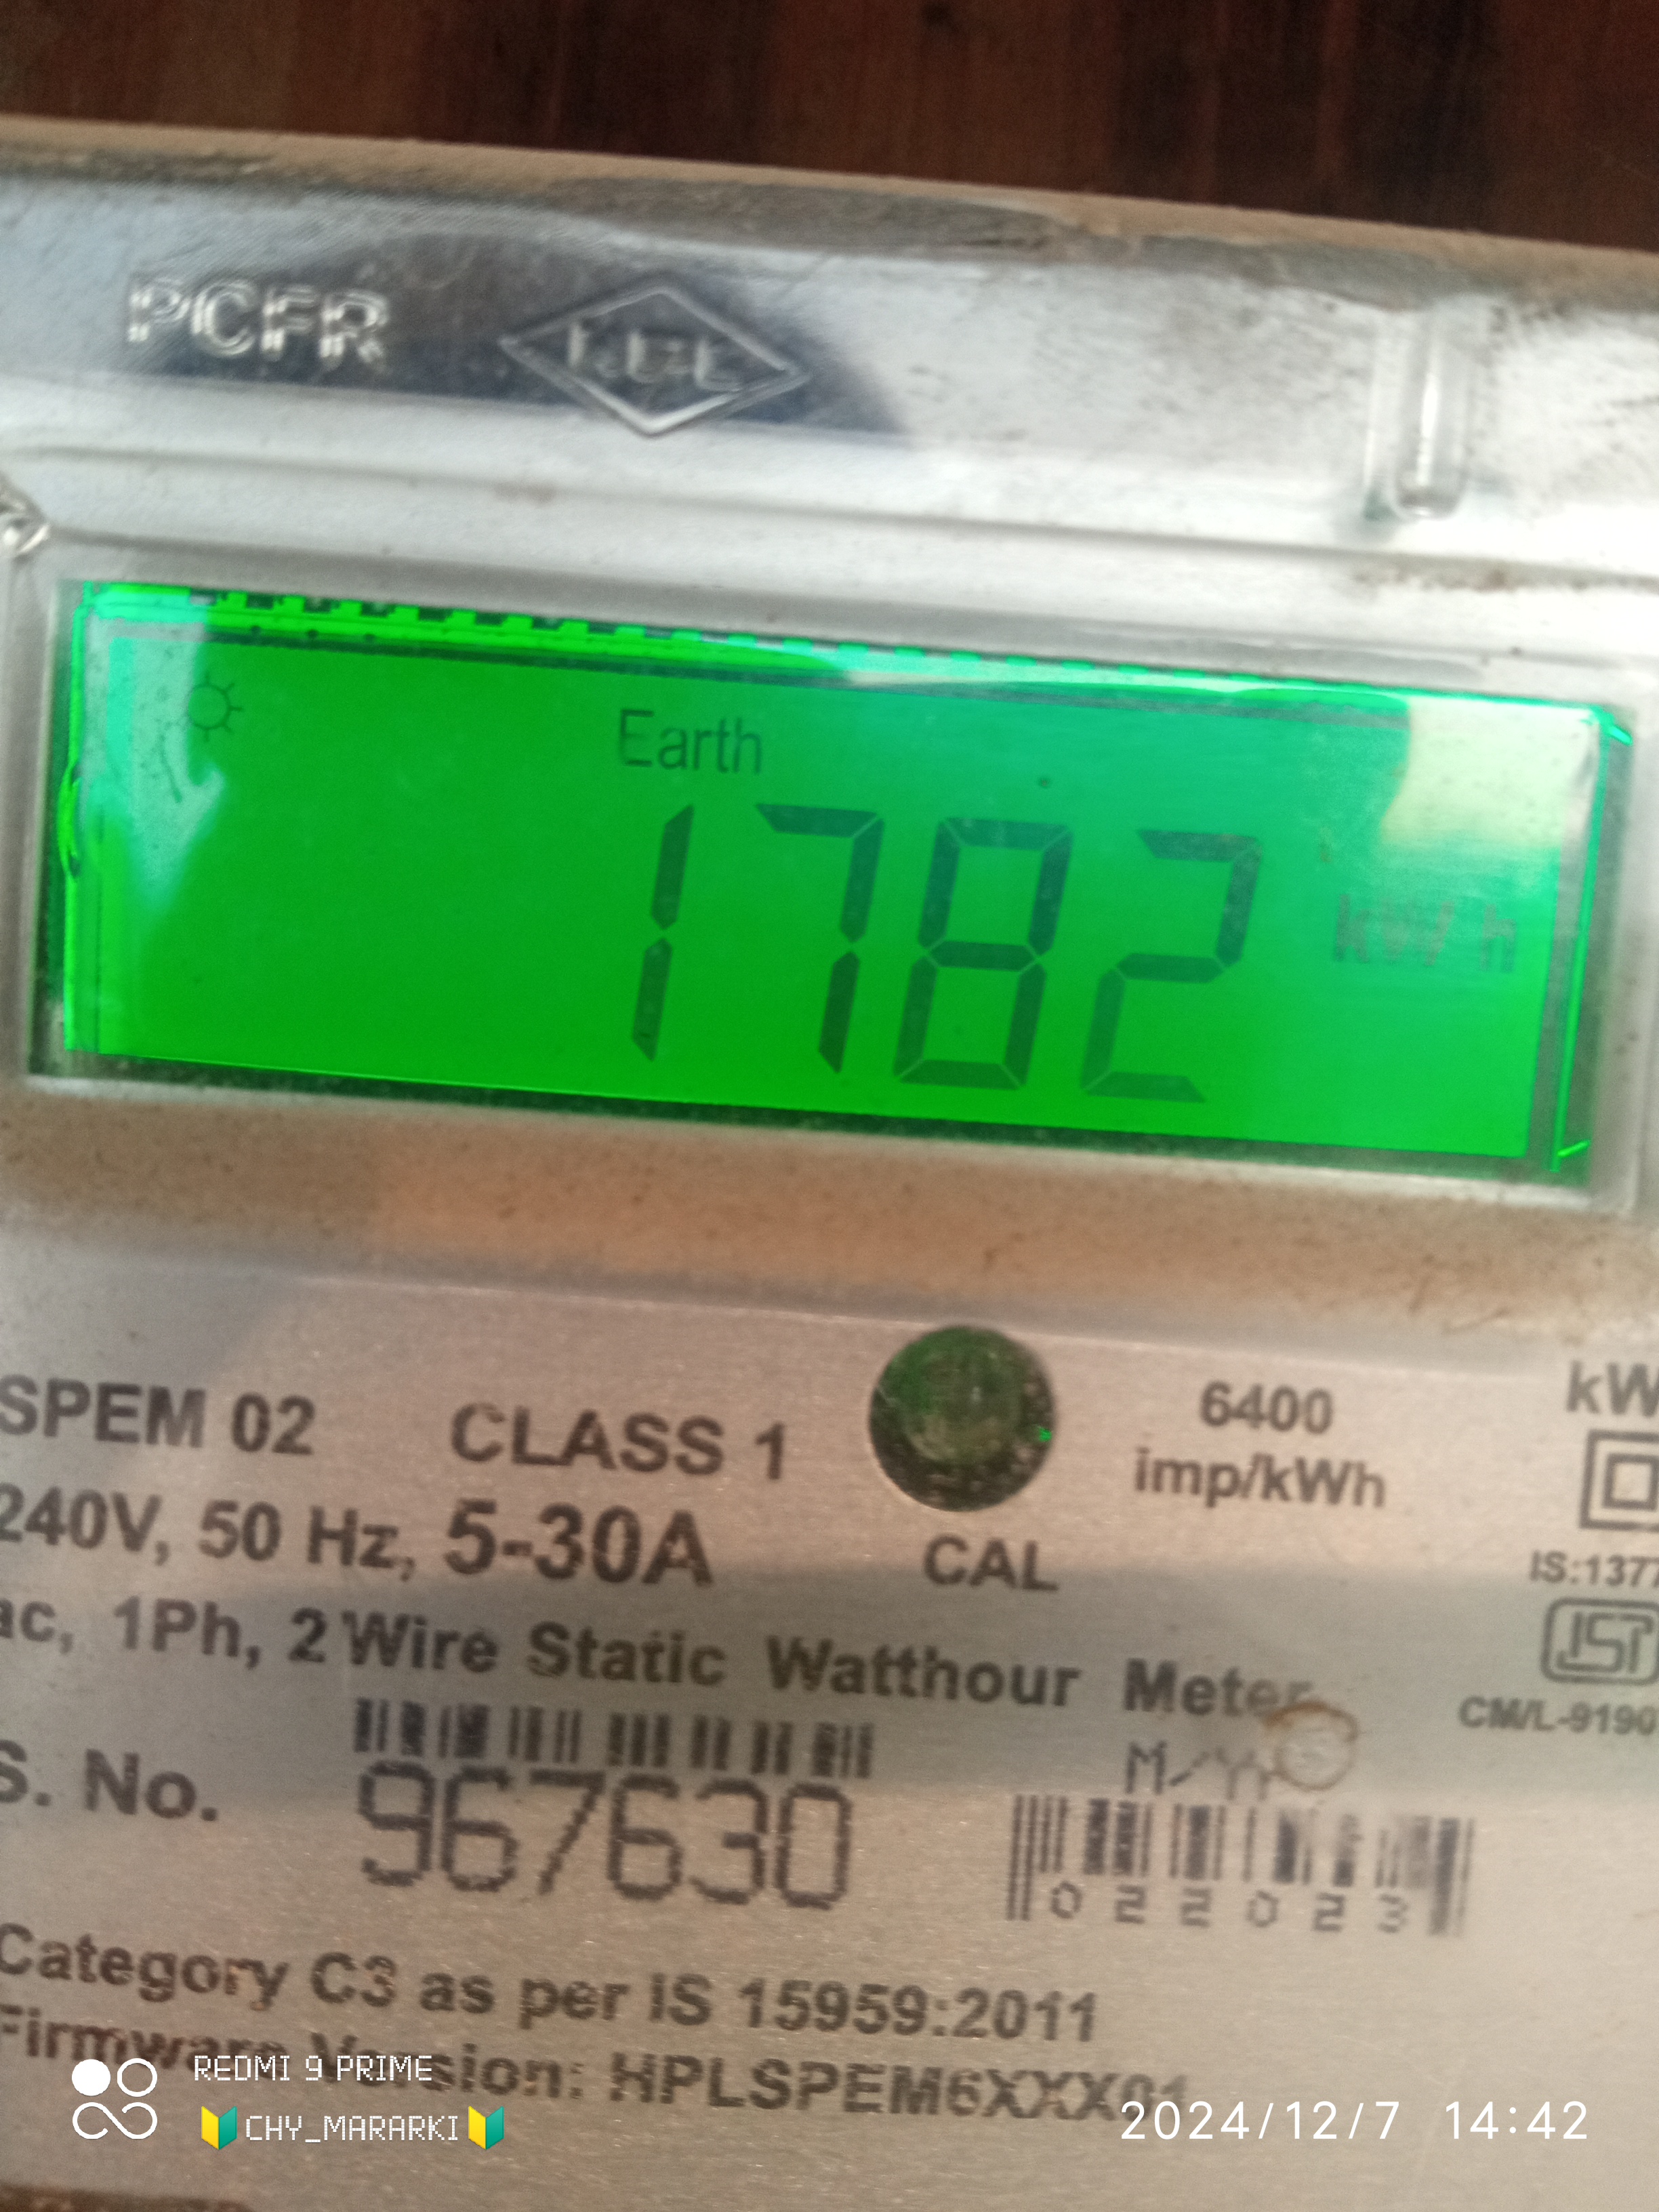 PCFR
Earth
1782
kWh
SPEM 02 CLASS 1
6400
imp/kWh
kW
240V, 50 Hz, 5-30A
CAL
IS:1377
ac, 1Ph, 2 Wire Static Watthour Meter
CM/L-9190
S. No.
967630
022023
Category C3 as per IS 15959:2011
Firmware Version: HPLSPEM6XXX01
REDMI 9 PRIME
🔰CHY_MARARKI🔰
2024/12/7 14:42